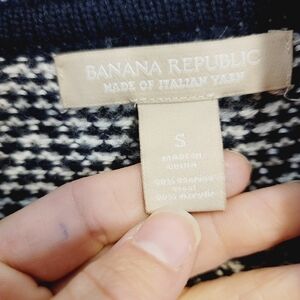 BANANA REPUBLIC
MADE OF ITALIAN YARN
S
MADE IN
CHINA